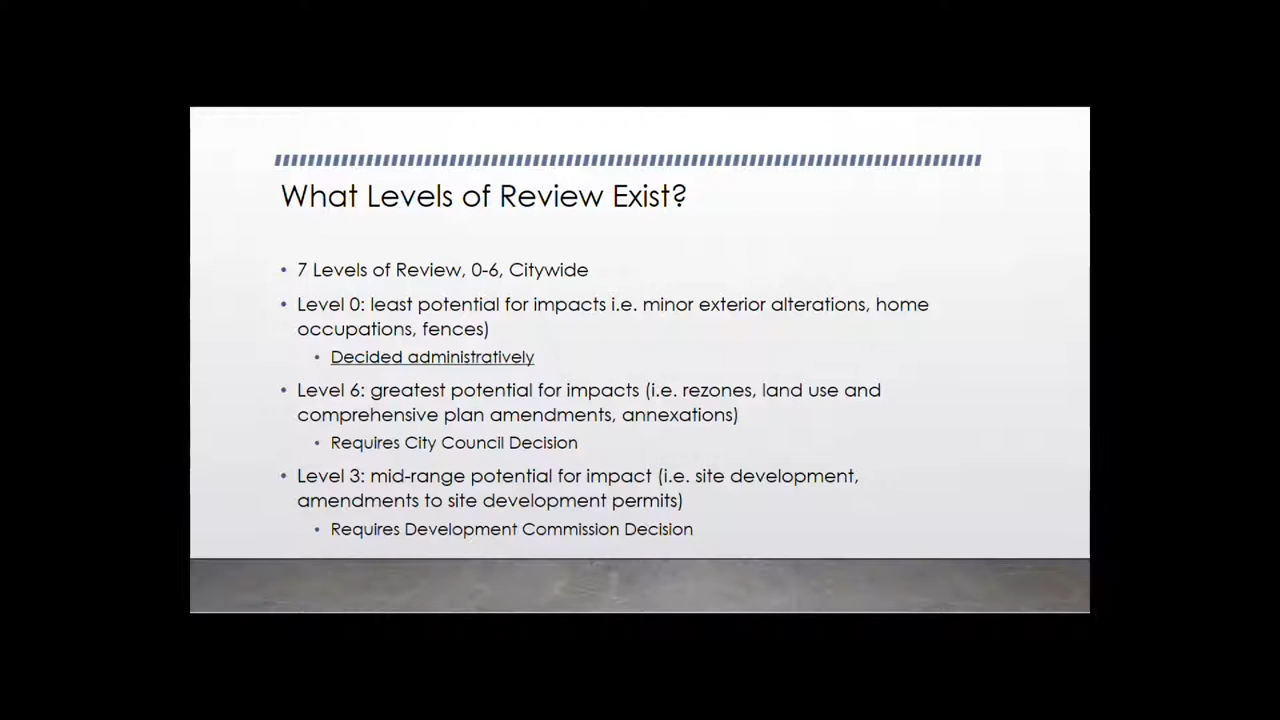 What Levels of Review Exist?
• 7 Levels of Review, 0-6, Citywide
• Level 0: least potential for impacts i.e. minor exterior alterations, home
occupations, fences)
• Decided administratively
• Level 6: greatest potential for impacts (i.e. rezones, land use and
comprehensive plan amendments, annexations)
• Requires City Council Decision
• Level 3: mid-range potential for impact (i.e. site development,
amendments to site development permits)
• Requires Development Commission Decision